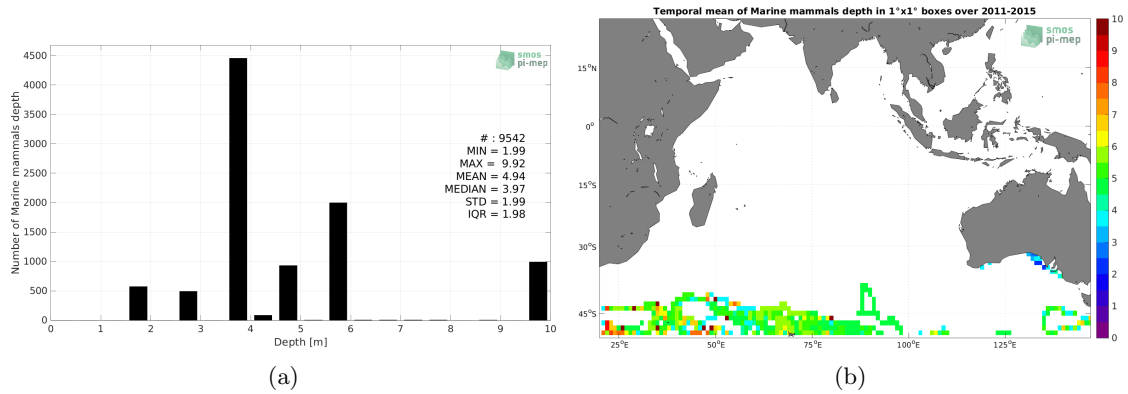 4500
4000
3500
3000
2500
2000
1500
1000
500
0
Number of Marine mammals depth
smos
pi-mep
# : 9542
MIN = 1.99
MAX = 9.92
MEAN = 4.94
MEDIAN = 3.97
STD = 1.99
IQR = 1.98
0 1 2 3 4 5 6 7 8 9 10
Depth [m]
(a)
Temporal mean of Marine mammals depth in 1°x1° boxes over 2011-2015
smos
pi-mep
15°N
0°
15°S
30°S
45°S
25°E 50°E 75°E 100°E 125°E
10
9
8
7
6
5
4
3
2
1
0
(b)